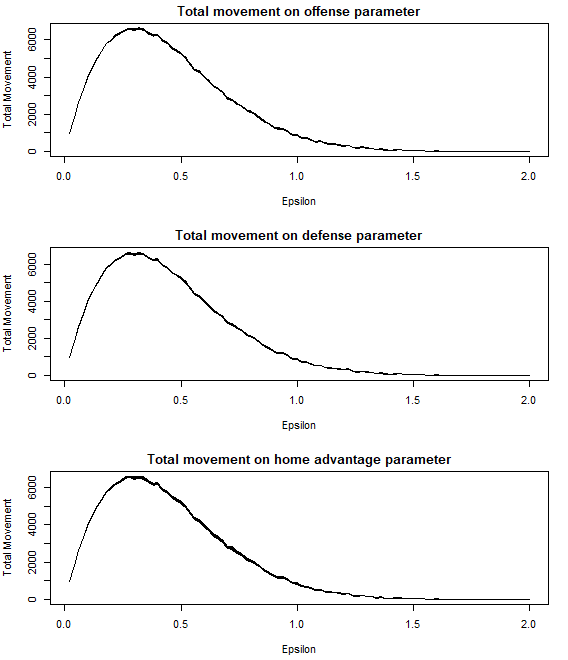 Total movement on offense parameter
Total Movement
0 2000 4000 6000
0.0 0.5 1.0 1.5 2.0
Epsilon
Total movement on defense parameter
Total Movement
0 2000 4000 6000
0.0 0.5 1.0 1.5 2.0
Epsilon
Total movement on home advantage parameter
Total Movement
0 2000 4000 6000
0.0 0.5 1.0 1.5 2.0
Epsilon